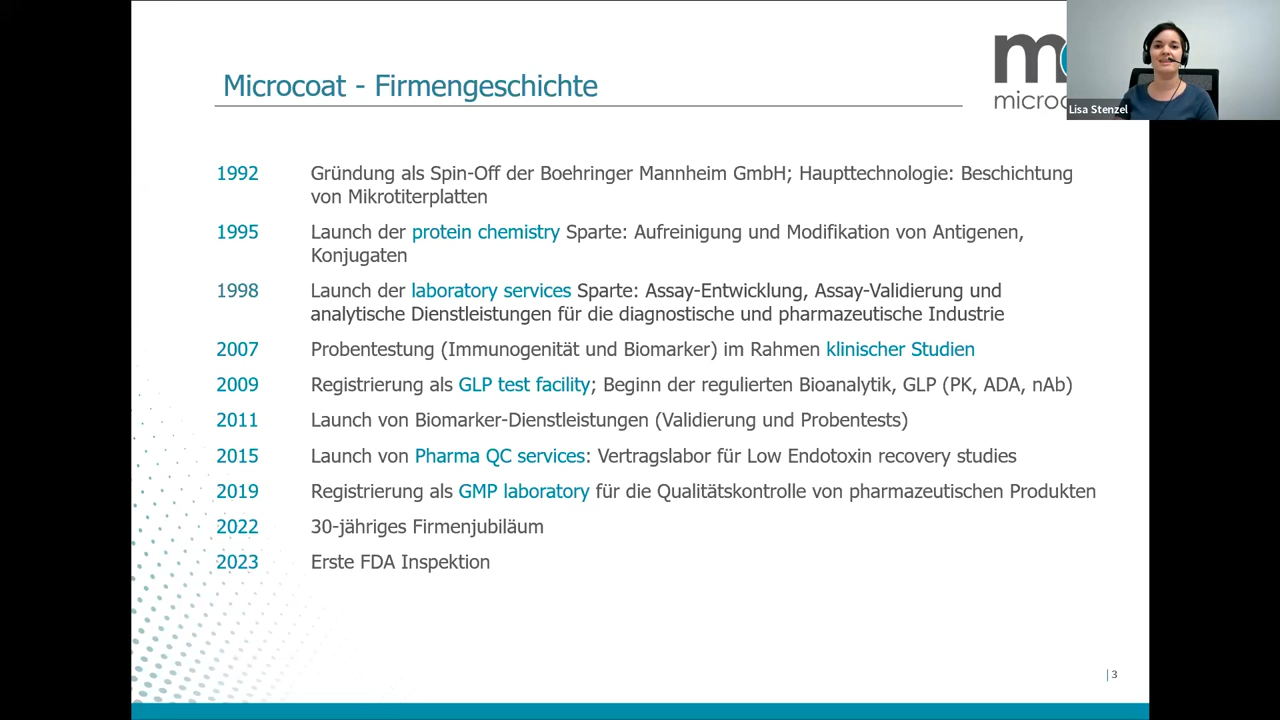 Microcoat - Firmengeschichte
Lisa Stenzel
1992 Gründung als Spin-Off der Boehringer Mannheim GmbH; Haupttechnologie: Beschichtung
von Mikrotiterplatten
1995 Launch der protein chemistry Sparte: Aufreinigung und Modifikation von Antigenen,
Konjugaten
1998 Launch der laboratory services Sparte: Assay-Entwicklung, Assay-Validierung und
analytische Dienstleistungen für die diagnostische und pharmazeutische Industrie
2007 Probentestung (Immunogenität und Biomarker) im Rahmen klinischer Studien
2009 Registrierung als GLP test facility; Beginn der regulierten Bioanalytik, GLP (PK, ADA, nAb)
2011 Launch von Biomarker-Dienstleistungen (Validierung und Probentests)
2015 Launch von Pharma QC services: Vertragslabor für Low Endotoxin recovery studies
2019 Registrierung als GMP laboratory für die Qualitätskontrolle von pharmazeutischen Produkten
2022 30-jähriges Firmenjubiläum
2023 Erste FDA Inspektion
| 3